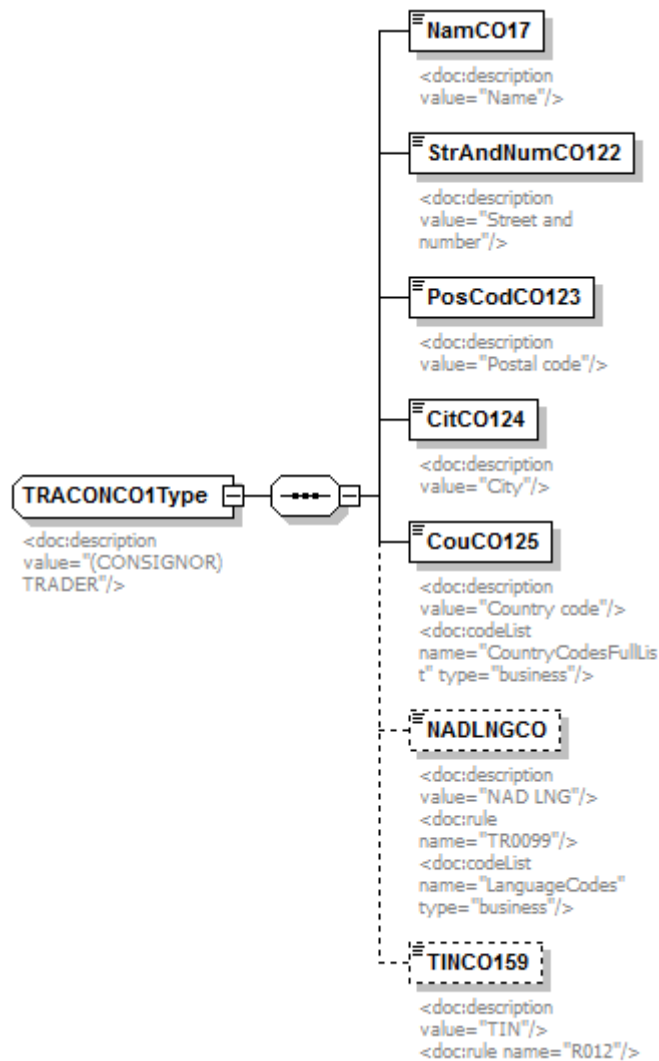 NamCO17
<doc:description
value="Name"/>
StrAndNumCO122
<doc:description
value="Street and
number"/>
PosCodCO123
<doc:description
value="Postal code"/>
CitCO124
<doc:description
value="City"/>
TRACONCO1Type
<doc:description
value="(CONSIGNOR)
TRADER"/>
CouCO125
<doc:description
value="Country code"/>
<doc:codeList
name="CountryCodesFullLis
t" type="business"/>
NADLNGCO
<doc:description
value="NAD LNG"/>
<doc:rule
name="TR0099"/>
<doc:codeList
name="LanguageCodes"
type="business"/>
TINCO159
<doc:description
value="TIN"/>
<doc:rule name="R012"/>